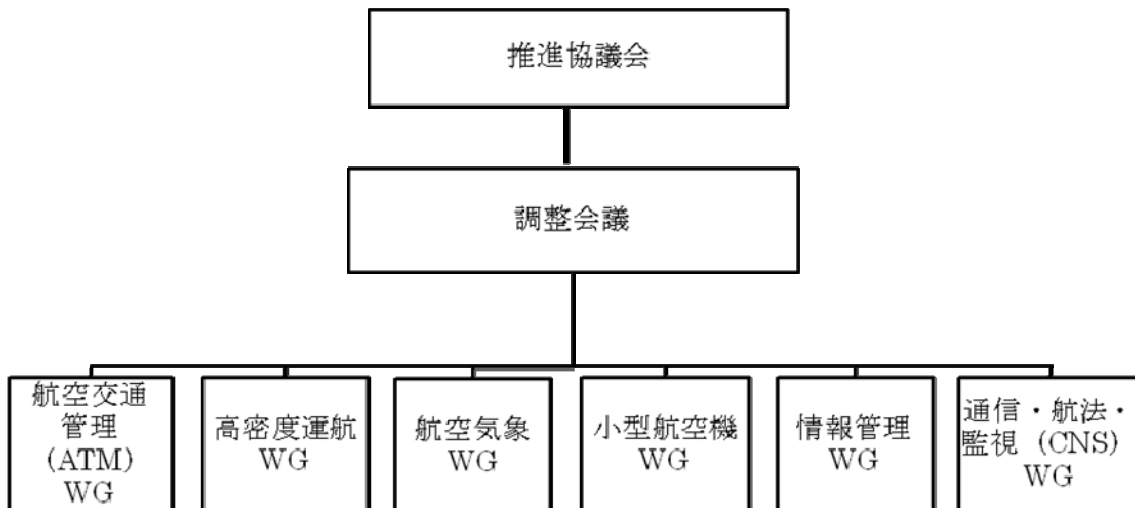 推進協議会
調整会議
航空交通
管理
(ATM)
WG
高密度運航
WG
航空気象
WG
小型航空機
WG
情報管理
WG
通信・航法・
監視 (CNS)
WG